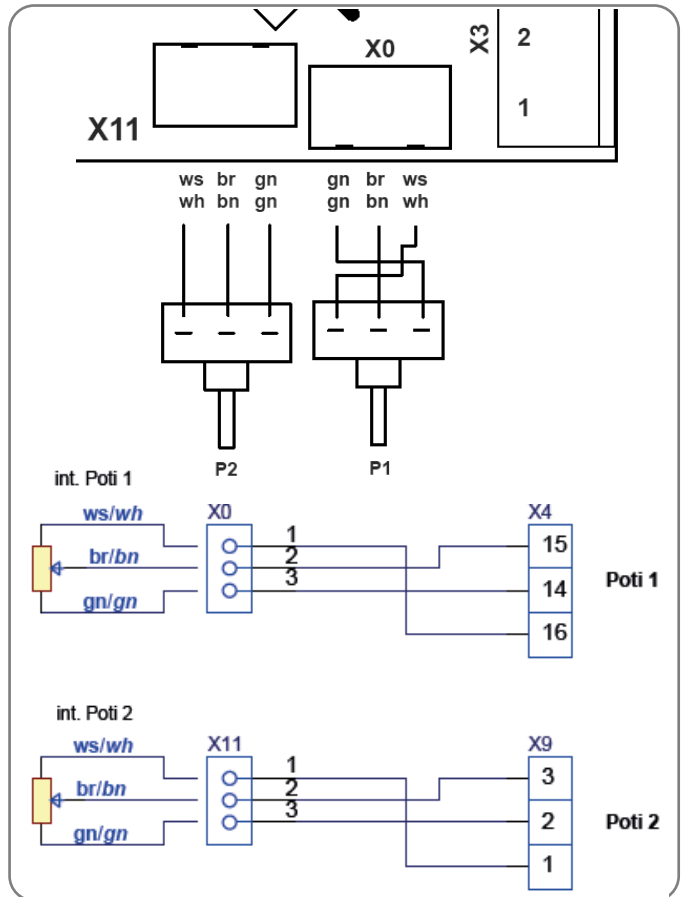 X0
X3
2
1
X11
ws br gn
wh bn gn
gn br ws
gn bn wh
P2
P1
int. Poti 1
ws/wh
X0
X4
1
15
br/bn
2
3
14
Poti 1
gn/gn
16
int. Poti 2
ws/wh
X11
X9
1
3
br/bn
2
3
2
Poti 2
gn/gn
1